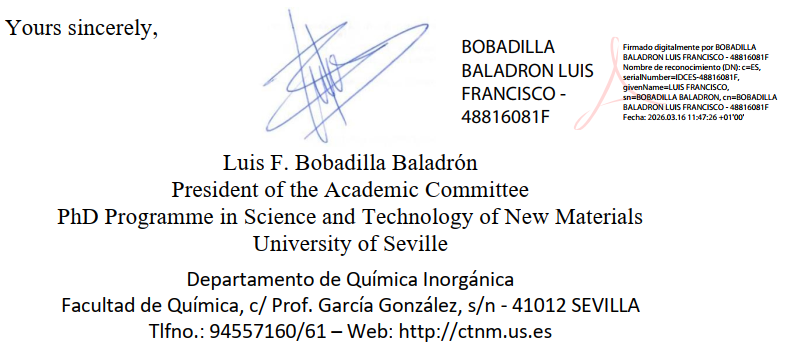 Yours sincerely,
BOBADILLA
BALADRON LUIS
FRANCISCO -
48816081F
Firmado digitalmente por BOBADILLA
BALADRON LUIS FRANCISCO - 48816081F
Nombre de reconocimiento (DN): c=ES,
serialNumber=IDCES-48816081F,
givenName=LUIS FRANCISCO,
sn=BOBADILLA BALADRON, cn=BOBADILLA
BALADRON LUIS FRANCISCO - 48816081F
Fecha: 2026.03.16 11:47:26 +01'00'
Luis F. Bobadilla Baladrón
President of the Academic Committee
PhD Programme in Science and Technology of New Materials
University of Seville
Departamento de Química Inorgánica
Facultad de Química, c/ Prof. García González, s/n - 41012 SEVILLA
Tlfno.: 94557160/61 – Web: http://ctnm.us.es